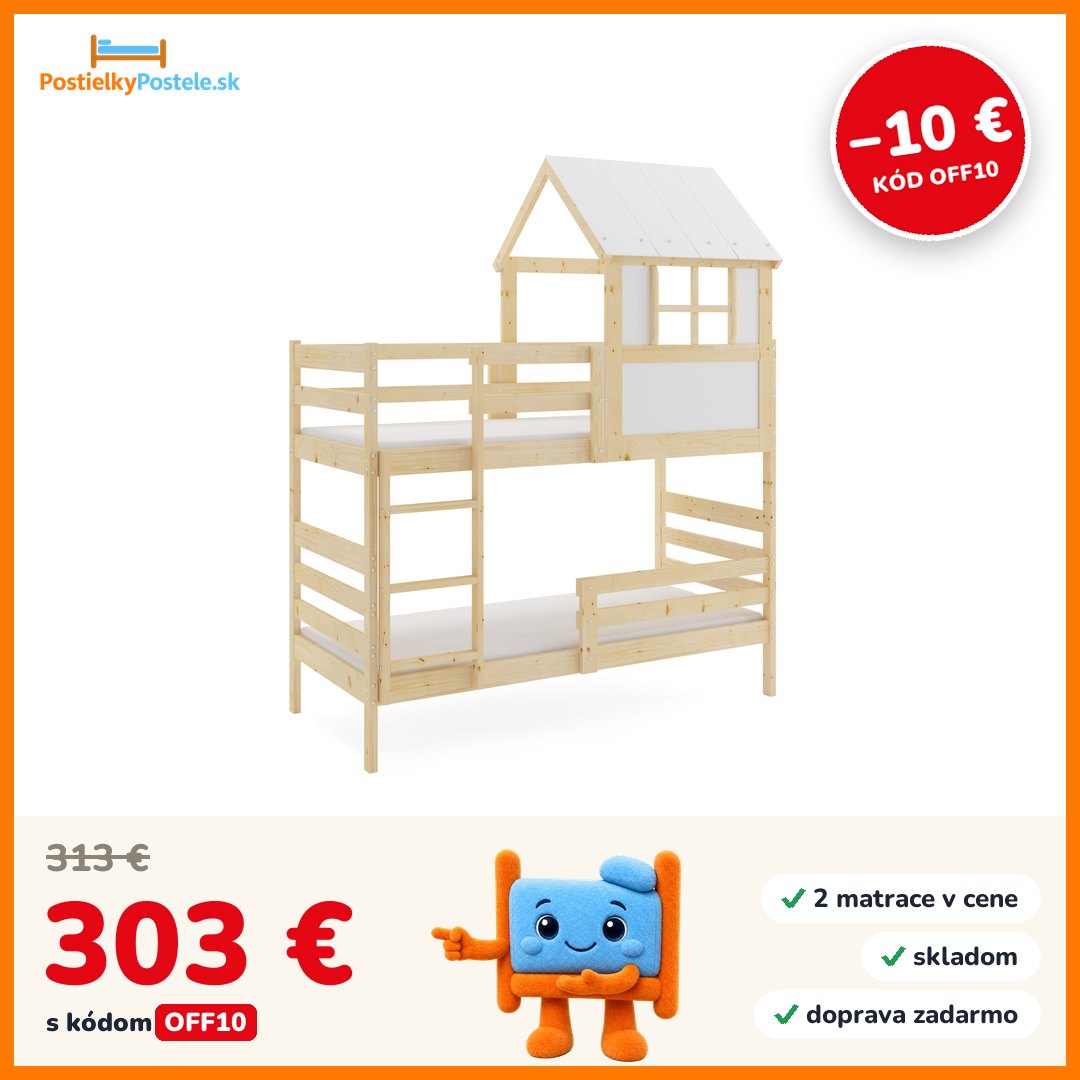 PostielkyPostele.sk
–10 €
KÓD OFF10
313 €
303 €
s kódom OFF10
2 matrace v cene
skladom
doprava zadarmo